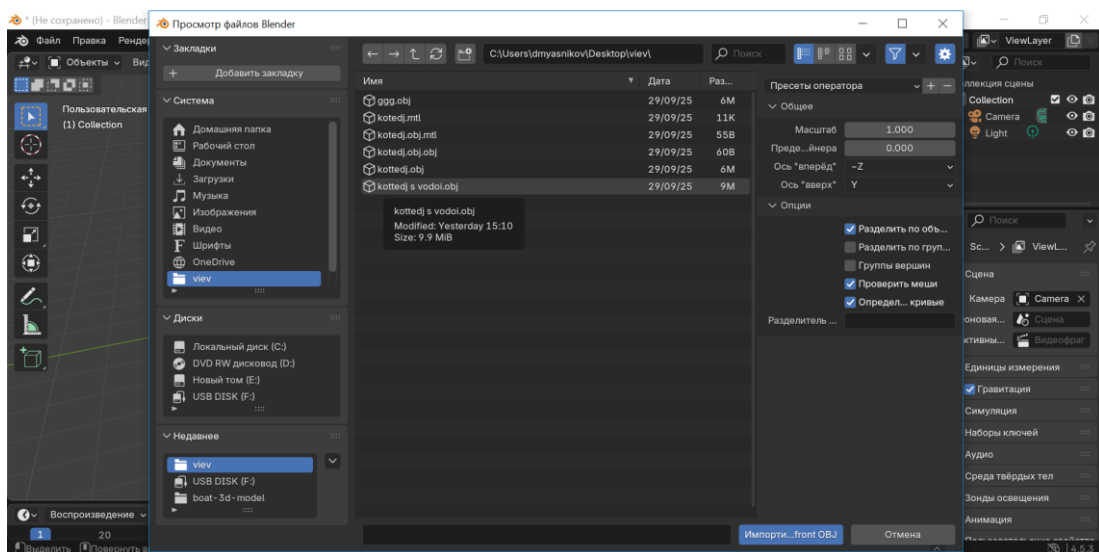 * (Не сохранено) - Blender
Просмотр файлов Blender
Файл Правка Рендер
ViewLayer
Объекты Вид
Поиск
Закладки
Добавить закладку
C:\Users\dmyasnikov\Desktop\viev\
Поиск
Имя Дата Раз...
ggg.obj 29/09/25 6M
kotedj.mtl 29/09/25 11K
kotedj.obj.mtl 29/09/25 55B
kotedj.obj.obj 29/09/25 60B
kottedj.obj 29/09/25 6M
kottedj s vodoi.obj 29/09/25 9M
kottedj s vodoi.obj
Modified: Yesterday 15:10
Size: 9.9 MiB
Пользовательская
(1) Collection
Система
Домашняя папка
Рабочий стол
Документы
Загрузки
Музыка
Изображения
Видео
Шрифты
OneDrive
viev
Диски
Локальный диск (C:)
DVD RW дисковод (D:)
Новый том (E:)
USB DISK (F:)
Недавнее
viev
USB DISK (F:)
boat-3d-model
Пресеты оператора
Общее
Масштаб 1.000
Преде...йнера 0.000
Ось "вперёд" -Z
Ось "вверх" Y
Опции
Разделить по объ...
Разделить по груп...
Группы вершин
Проверить меши
Определ... кривые
Разделитель ...
Импорти...front OBJ
Отмена
ллекция сцены
Collection
Camera
Light
Поиск
Sc... ViewL...
Сцена
Камера Camera
оновая... Сцена
ктивны... Видеофраг
Единицы измерения
Гравитация
Симуляция
Наборы ключей
Аудио
Среда твёрдых тел
Зонды освещения
Анимация
Воспроизведение
1 20
Выделить Повернуть в
4.5.3